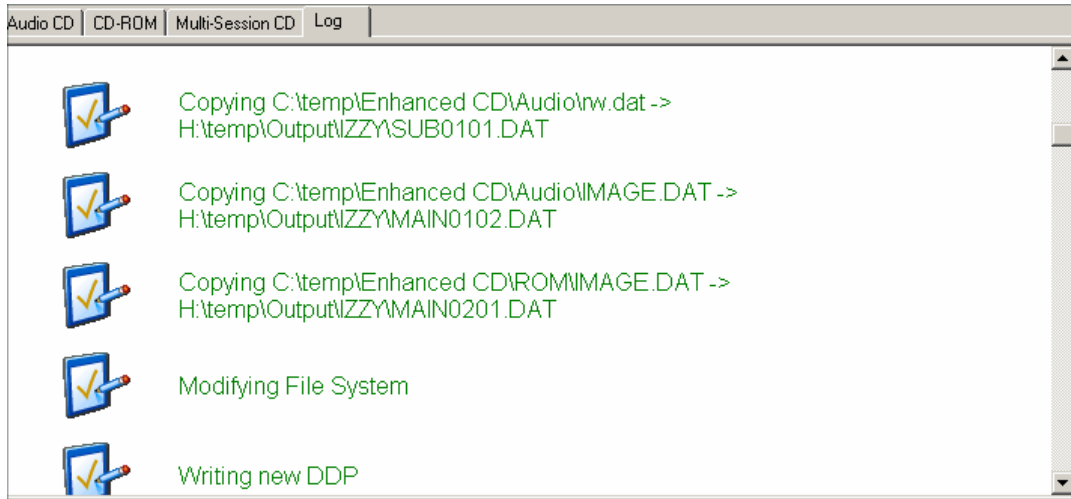 Audio CD CD-ROM Multi-Session CD Log
Copying C:\temp\Enhanced CD\Audio\rw.dat ->
H:\temp\Output\IZZY\SUB0101.DAT
Copying C:\temp\Enhanced CD\Audio\IMAGE.DAT ->
H:\temp\Output\IZZY\MAIN0102.DAT
Copying C:\temp\Enhanced CD\ROM\IMAGE.DAT ->
H:\temp\Output\IZZY\MAIN0201.DAT
Modifying File System
Writing new DDP